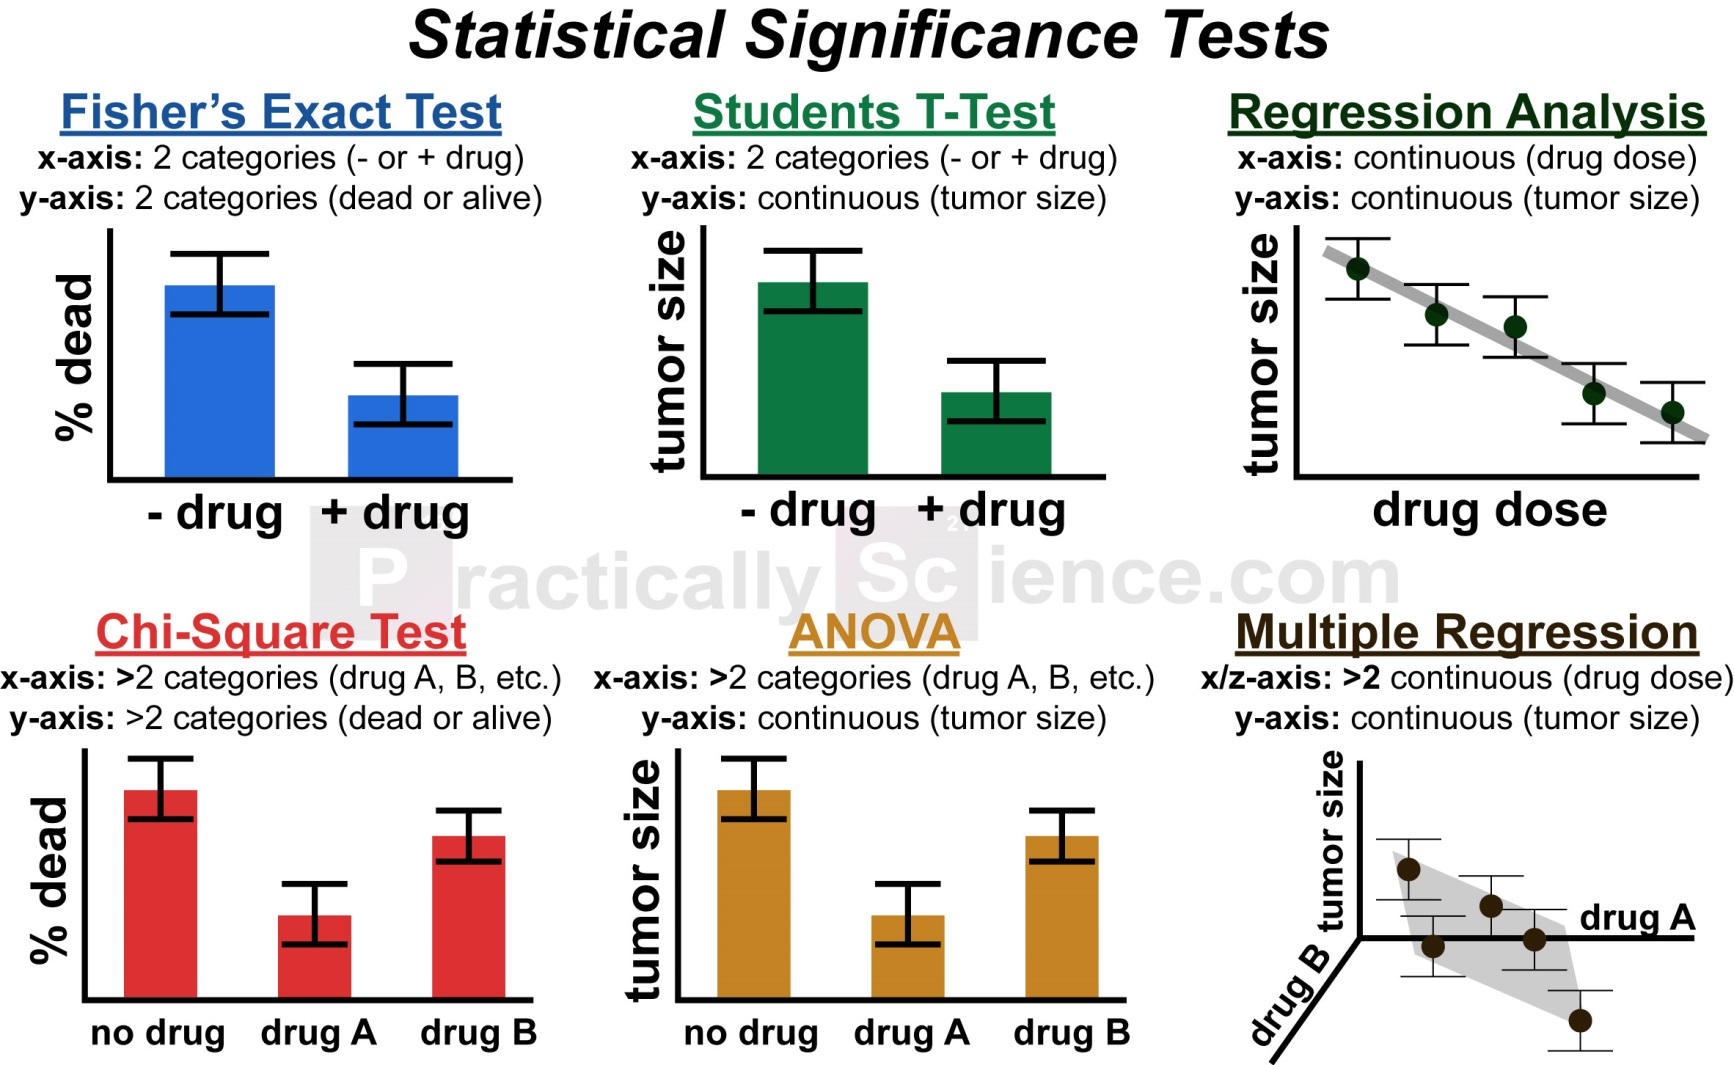 Statistical Significance Tests
Fisher's Exact Test
x-axis: 2 categories (- or + drug)
y-axis: 2 categories (dead or alive)
% dead
- drug
+ drug
Students T-Test
x-axis: 2 categories (- or + drug)
y-axis: continuous (tumor size)
tumor size
- drug
+ drug
Regression Analysis
x-axis: continuous (drug dose)
y-axis: continuous (tumor size)
tumor size
drug dose
Practically Science.com
Chi-Square Test
x-axis: >2 categories (drug A, B, etc.)
y-axis: >2 categories (dead or alive)
% dead
no drug
drug A
drug B
ANOVA
x-axis: >2 categories (drug A, B, etc.)
y-axis: continuous (tumor size)
tumor size
no drug
drug A
drug B
Multiple Regression
x/z-axis: >2 continuous (drug dose)
y-axis: continuous (tumor size)
tumor size
drug A
drug B